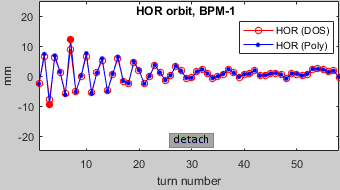 HOR orbit, BPM-1
20
10
0
-10
-20
mm
HOR (DOS)
HOR (Poly)
detach
10 20 30 40 50
turn number